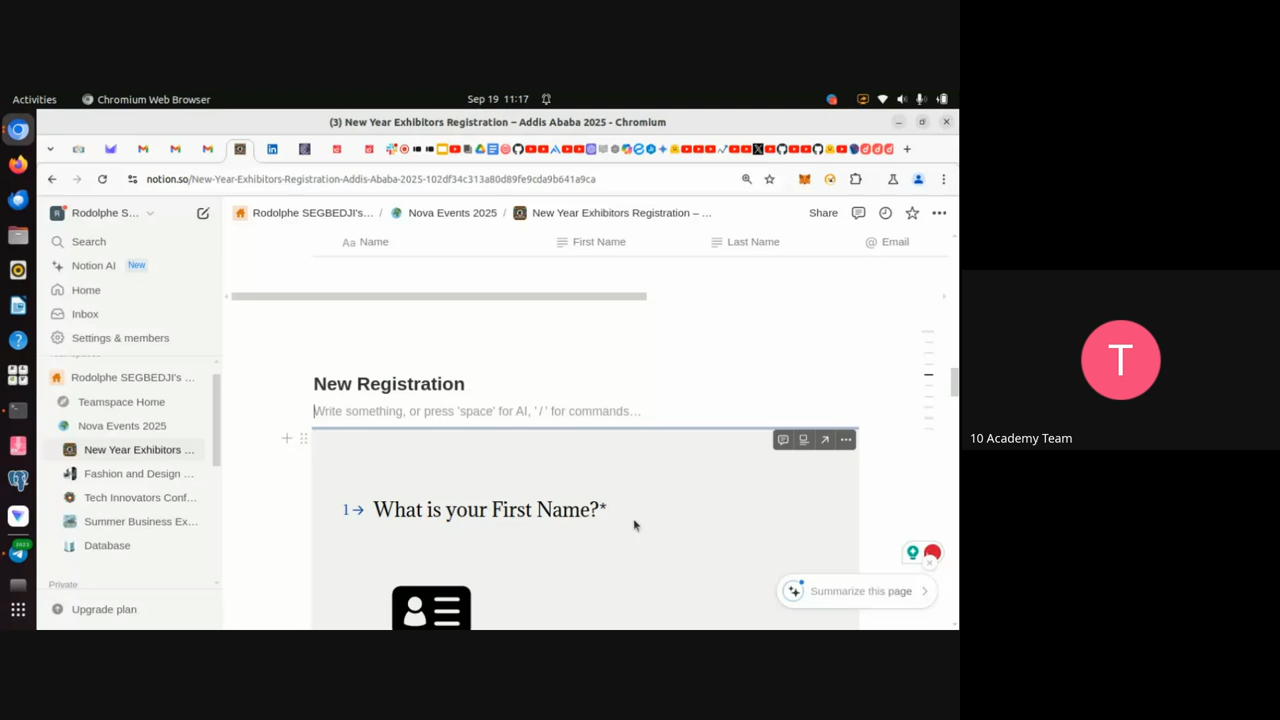 Activities
Chromium Web Browser
Sep 19 11:17
(3) New Year Exhibitors Registration – Addis Ababa 2025 - Chromium
notion.so/New-Year-Exhibitors-Registration-Addis-Ababa-2025-102df34c313a80d89fe9cda9b641a9ca
Rodolphe S...
Rodolphe SEGBEDJI's... / Nova Events 2025 / New Year Exhibitors Registration – ...
Share
Search
Notion AI New
Home
Inbox
Settings & members
Rodolphe SEGBEDJI's ...
Teamspace Home
Nova Events 2025
New Year Exhibitors ...
Fashion and Design ...
Tech Innovators Conf...
Summer Business Ex...
Database
Private
Upgrade plan
Aa Name
First Name
Last Name
@ Email
New Registration
Write something, or press 'space' for AI, '/' for commands…
1→ What is your First Name?*
Summarize this page
T
10 Academy Team